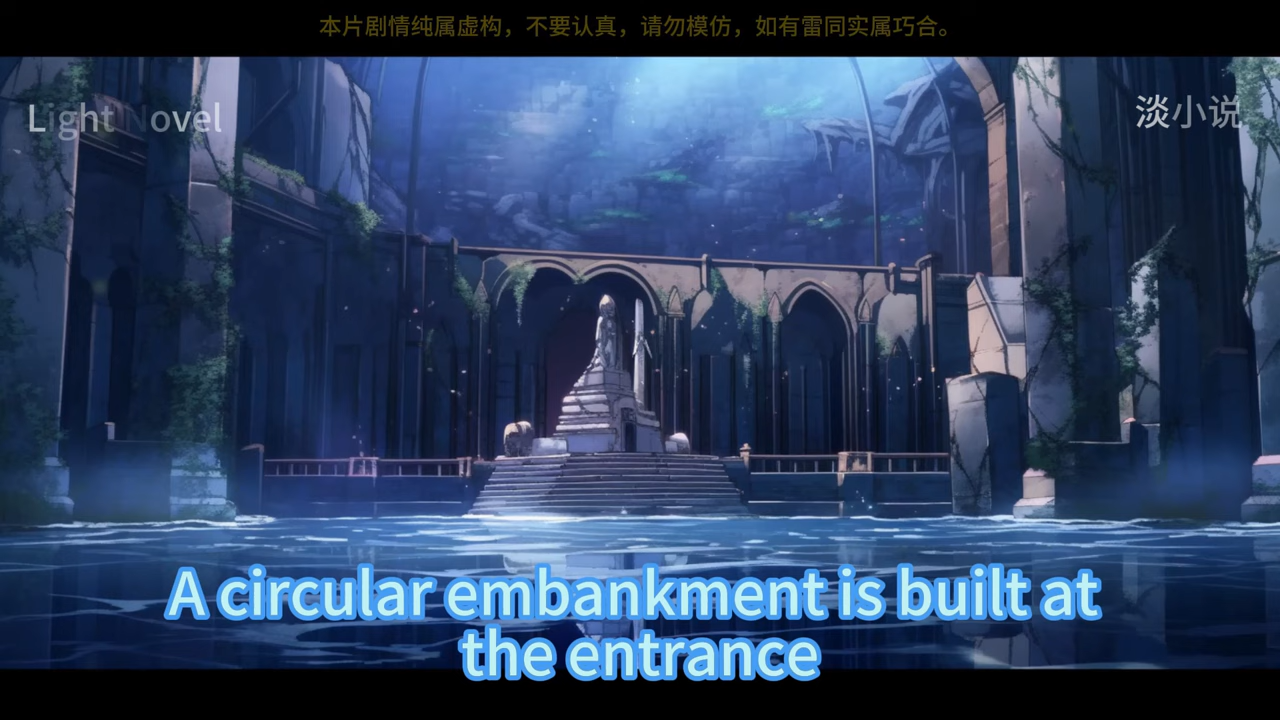 本片剧情纯属虚构，不要认真，请勿模仿，如有雷同实属巧合。
Light Novel
淡小说
A circular embankment is built at
the entrance